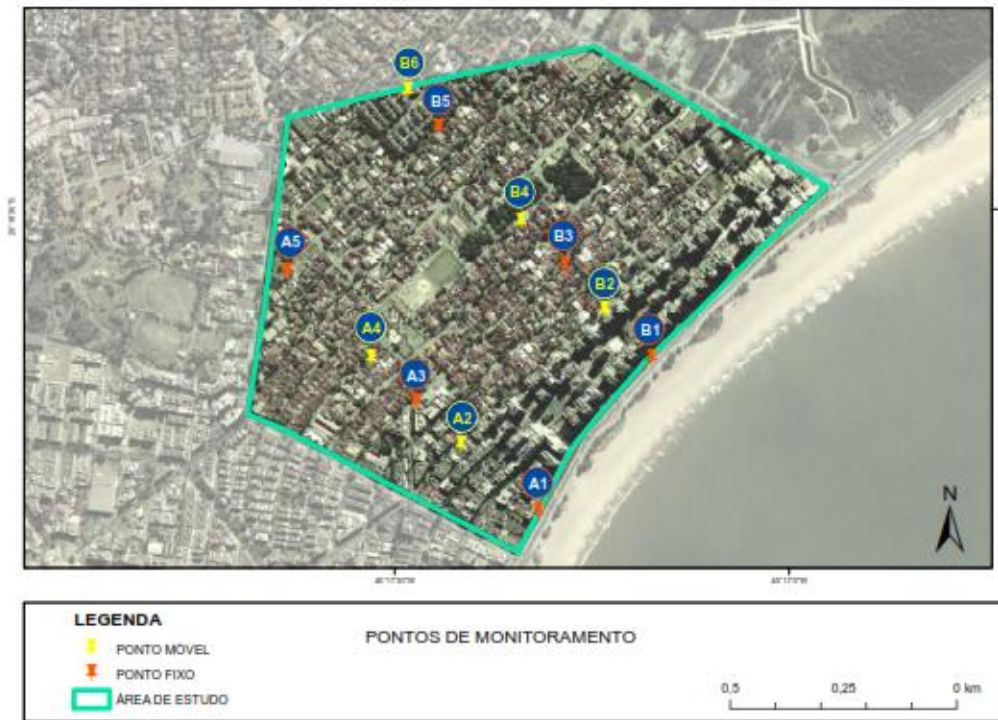 B6
B5
B4
B3
A5
B2
A4
B1
A3
A2
A1
N
LEGENDA
PONTO MÓVEL
PONTO FIXO
ÁREA DE ESTUDO
PONTOS DE MONITORAMENTO
0,5 0,25 0 km